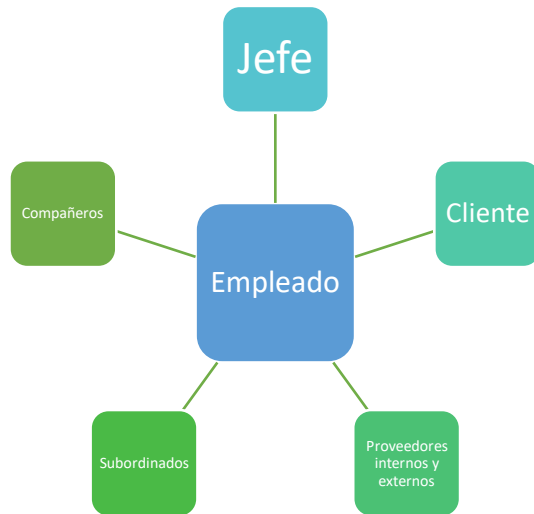 Jefe
Compañeros
Cliente
Empleado
Subordinados
Proveedores
internos y
externos